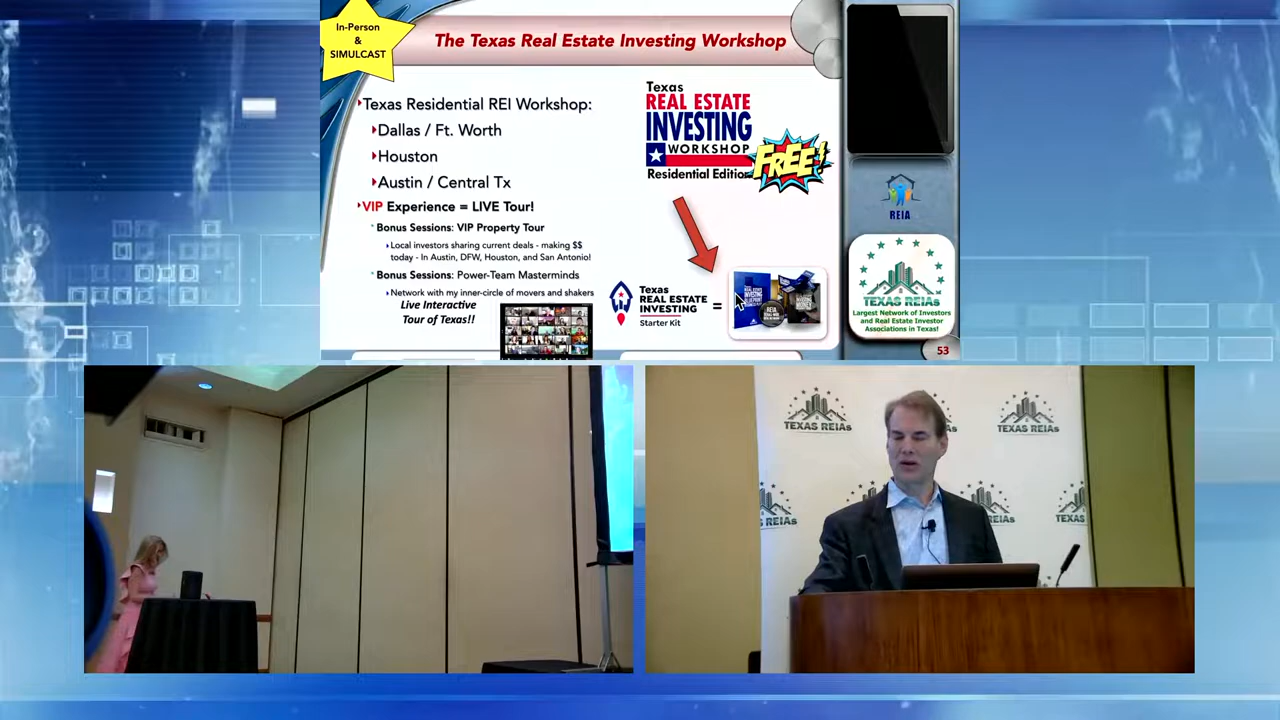 In-Person
&
SIMULCAST
The Texas Real Estate Investing Workshop
Texas Residential REI Workshop:
Dallas / Ft. Worth
Houston
Austin / Central Tx
VIP Experience = LIVE Tour!
Bonus Sessions: VIP Property Tour
Local investors sharing current deals - making $$
today - In Austin, DFW, Houston, and San Antonio!
Bonus Sessions: Power-Team Masterminds
Network with my inner-circle of movers and shakers
Live Interactive
Tour of Texas!!
Texas
REAL ESTATE
INVESTING
WORKSHOP
Residential Edition
FREE!
Texas
REAL ESTATE
INVESTING
Starter Kit
=
REIA
TEXAS REIAs
Largest Network of Investors
and Real Estate Investor
Associations in Texas!
53
TEXAS REIAs
TEXAS REIAs